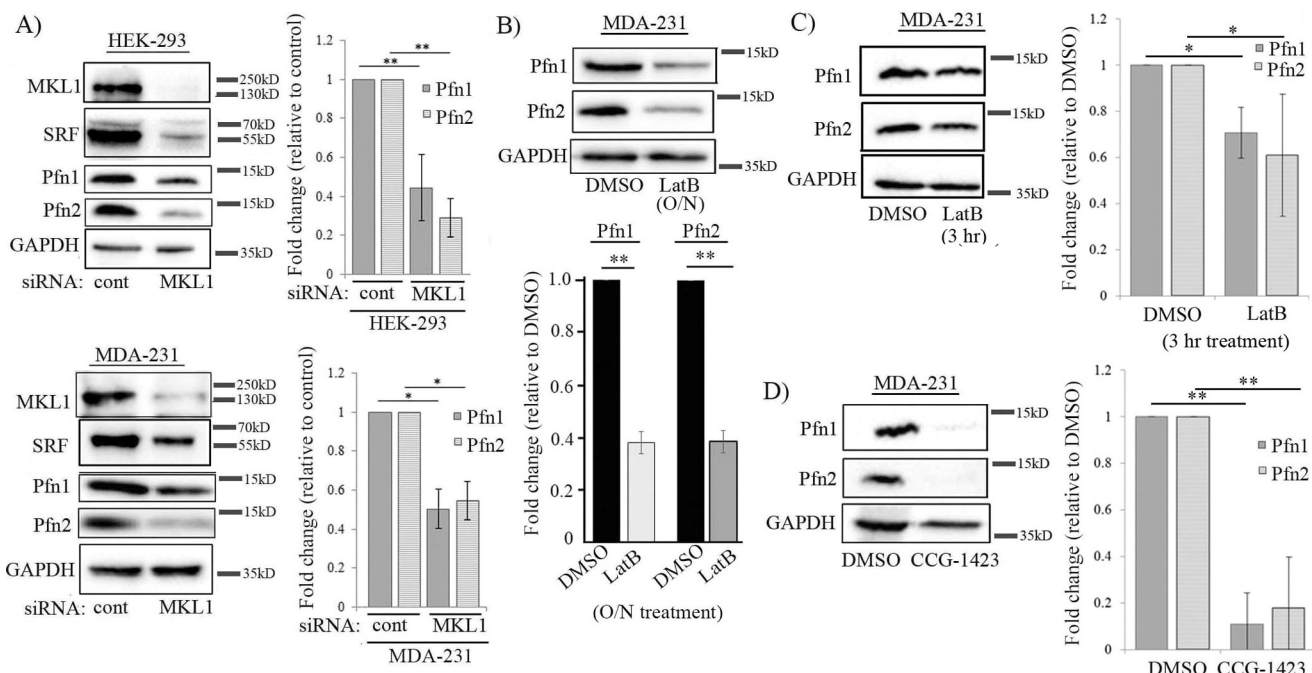 A)
HEK-293
MKL1
250kD
130kD
SRF
70kD
55kD
Pfn1
15kD
Pfn2
15kD
GAPDH
35kD
siRNA: cont MKL1
Fold change (relative to control)
1.2
1
0.8
0.6
0.4
0.2
0
**
**
Pfn1
Pfn2
siRNA: cont MKL1
HEK-293
MDA-231
MKL1
250kD
130kD
SRF
70kD
55kD
Pfn1
15kD
Pfn2
15kD
GAPDH
35kD
siRNA: cont MKL1
Fold change (relative to control)
1.2
1
0.8
0.6
0.4
0.2
0
*
*
Pfn1
Pfn2
siRNA: cont MKL1
MDA-231
B)
MDA-231
Pfn1
15kD
Pfn2
15kD
GAPDH
35kD
DMSO LatB
(O/N)
Pfn1 Pfn2
** **
Fold change (relative to DMSO)
1.0
0.8
0.6
0.4
0.2
0
DMSO LatB DMSO LatB
(O/N treatment)
C)
MDA-231
Pfn1
15kD
Pfn2
15kD
GAPDH
35kD
DMSO LatB
(3 hr)
Fold change (relative to DMSO)
1.2
1
0.8
0.6
0.4
0.2
0
*
*
Pfn1
Pfn2
DMSO LatB
(3 hr treatment)
D)
MDA-231
Pfn1
15kD
Pfn2
15kD
GAPDH
35kD
DMSO CCG-1423
Fold change (relative to DMSO)
1.2
1
0.8
0.6
0.4
0.2
0
**
**
Pfn1
Pfn2
DMSO CCG-1423